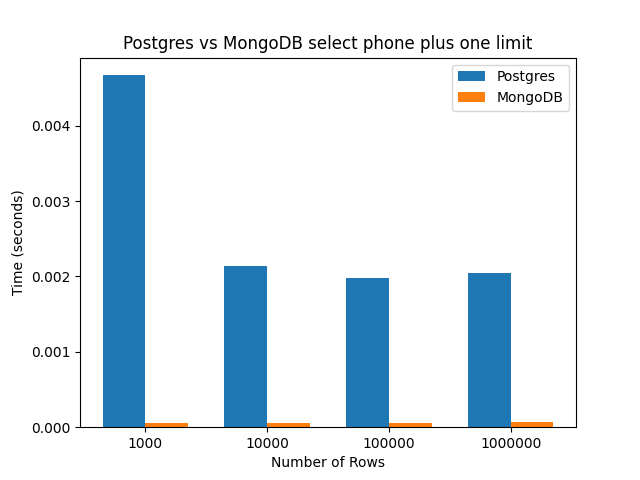 Postgres vs MongoDB select phone plus one limit
Postgres
MongoDB
0.004
0.003
0.002
0.001
0.000
Time (seconds)
1000
10000
100000
1000000
Number of Rows